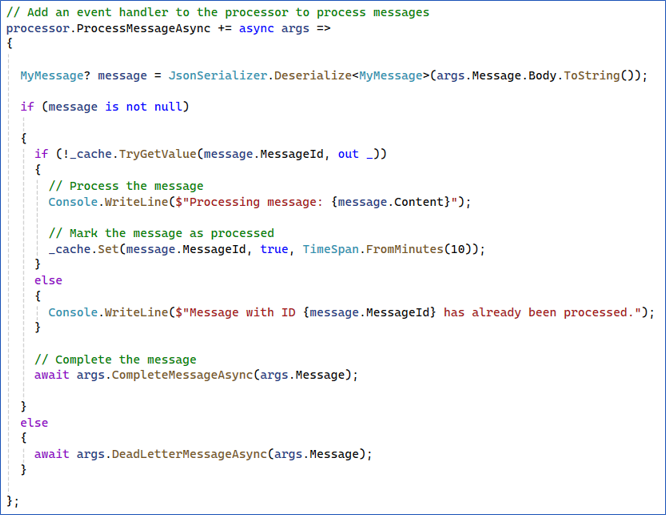 // Add an event handler to the processor to process messages
processor.ProcessMessageAsync += async args =>
{
MyMessage? message = JsonSerializer.Deserialize<MyMessage>(args.Message.Body.ToString());
if (message is not null)
{
if (!_cache.TryGetValue(message.MessageId, out _))
{
// Process the message
Console.WriteLine($"Processing message: {message.Content}");
// Mark the message as processed
_cache.Set(message.MessageId, true, TimeSpan.FromMinutes(10));
}
else
{
Console.WriteLine($"Message with ID {message.MessageId} has already been processed.");
}
// Complete the message
await args.CompleteMessageAsync(args.Message);
}
else
{
await args.DeadLetterMessageAsync(args.Message);
}
};